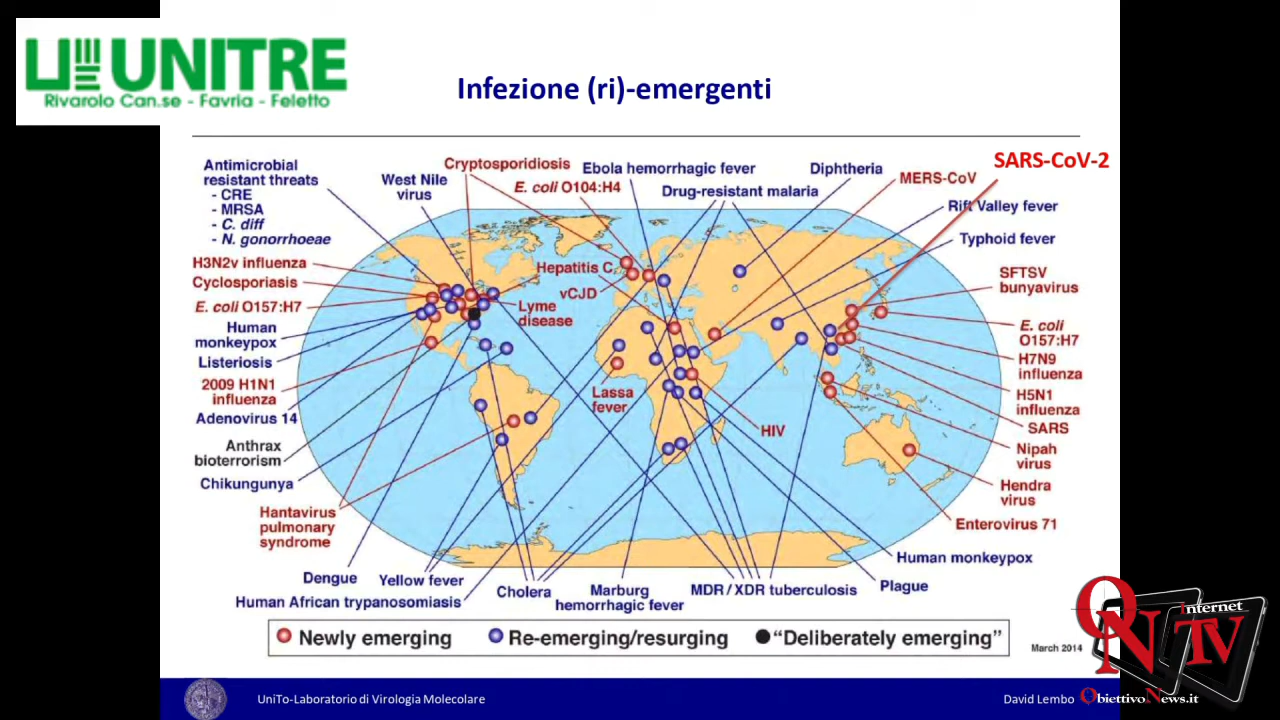 UNITRE
Rivarolo Can.se - Favria - Feletto
Infezione (ri)-emergenti
Antimicrobial
resistant threats
- CRE
- MRSA
- C. diff
- N. gonorrhoeae
West Nile
virus
Cryptosporidiosis
E. coli O104:H4
Ebola hemorrhagic fever
Drug-resistant malaria
Diphtheria
MERS-CoV
SARS-CoV-2
Rift Valley fever
Typhoid fever
H3N2v influenza
Cyclosporiasis
E. coli O157:H7
Human
monkeypox
Listeriosis
2009 H1N1
influenza
Adenovirus 14
Anthrax
bioterrorism
Chikungunya
Hantavirus
pulmonary
syndrome
Hepatitis C
vCJD
Lyme
disease
Lassa
fever
HIV
SFTSV
bunyavirus
E. coli
O157:H7
H7N9
influenza
H5N1
influenza
SARS
Nipah
virus
Hendra
virus
Enterovirus 71
Human monkeypox
Plague
Dengue
Yellow fever
Human African trypanosomiasis
Cholera
Marburg
hemorrhagic fever
MDR / XDR tuberculosis
Newly emerging
Re-emerging/resurging
“Deliberately emerging”
March 2014
UniTo-Laboratorio di Virologia Molecolare
David Lembo
ON
internet
TV
ObiettivoNews.it